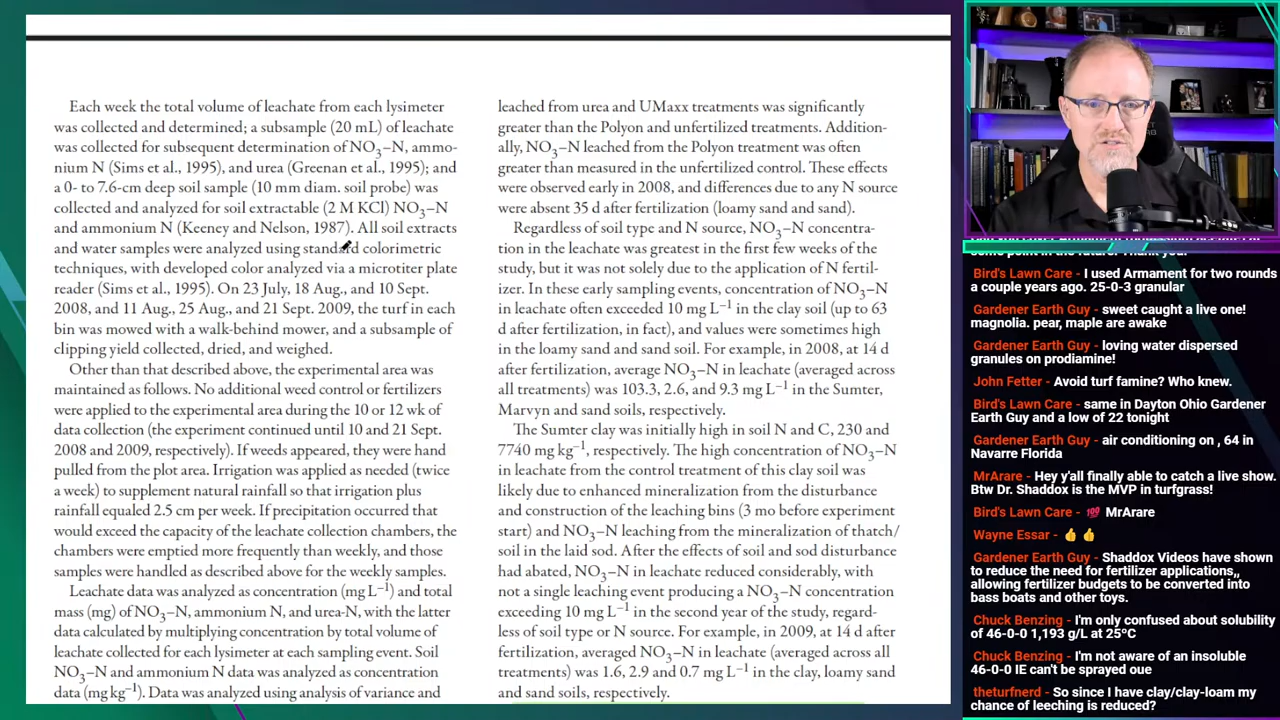 Each week the total volume of leachate from each lysimeter
was collected and determined; a subsample (20 mL) of leachate
was collected for subsequent determination of NO3–N, ammo-
nium N (Sims et al., 1995), and urea (Greenan et al., 1995); and
a 0- to 7.6-cm deep soil sample (10 mm diam. soil probe) was
collected and analyzed for soil extractable (2 M KCl) NO3–N
and ammonium N (Keeney and Nelson, 1987). All soil extracts
and water samples were analyzed using standard colorimetric
techniques, with developed color analyzed via a microtiter plate
reader (Sims et al., 1995). On 23 July, 18 Aug., and 10 Sept.
2008, and 11 Aug., 25 Aug., and 21 Sept. 2009, the turf in each
bin was mowed with a walk-behind mower, and a subsample of
clipping yield collected, dried, and weighed.
Other than that described above, the experimental area was
maintained as follows. No additional weed control or fertilizers
were applied to the experimental area during the 10 or 12 wk of
data collection (the experiment continued until 10 and 21 Sept.
2008 and 2009, respectively). If weeds appeared, they were hand
pulled from the plot area. Irrigation was applied as needed (twice
a week) to supplement natural rainfall so that irrigation plus
rainfall equaled 2.5 cm per week. If precipitation occurred that
would exceed the capacity of the leachate collection chambers, the
chambers were emptied more frequently than weekly, and those
samples were handled as described above for the weekly samples.
Leachate data was analyzed as concentration (mg L−1) and total
mass (mg) of NO3–N, ammonium N, and urea-N, with the latter
data calculated by multiplying concentration by total volume of
leachate collected for each lysimeter at each sampling event. Soil
NO3–N and ammonium N data was analyzed as concentration
data (mg kg−1). Data was analyzed using analysis of variance and
leached from urea and UMaxx treatments was significantly
greater than the Polyon and unfertilized treatments. Addition-
ally, NO3–N leached from the Polyon treatment was often
greater than measured in the unfertilized control. These effects
were observed early in 2008, and differences due to any N source
were absent 35 d after fertilization (loamy sand and sand).
Regardless of soil type and N source, NO3–N concentra-
tion in the leachate was greatest in the first few weeks of the
study, but it was not solely due to the application of N fertil-
izer. In these early sampling events, concentration of NO3–N
in leachate often exceeded 10 mg L−1 in the clay soil (up to 63
d after fertilization, in fact), and values were sometimes high
in the loamy sand and sand soil. For example, in 2008, at 14 d
after fertilization, average NO3–N in leachate (averaged across
all treatments) was 103.3, 2.6, and 9.3 mg L−1 in the Sumter,
Marvyn and sand soils, respectively.
The Sumter clay was initially high in soil N and C, 230 and
7740 mg kg−1, respectively. The high concentration of NO3–N
in leachate from the control treatment of this clay soil was
likely due to enhanced mineralization from the disturbance
and construction of the leaching bins (3 mo before experiment
start) and NO3–N leaching from the mineralization of thatch/
soil in the laid sod. After the effects of soil and sod disturbance
had abated, NO3–N in leachate reduced considerably, with
not a single leaching event producing a NO3–N concentration
exceeding 10 mg L−1 in the second year of the study, regard-
less of soil type or N source. For example, in 2009, at 14 d after
fertilization, averaged NO3–N in leachate (averaged across all
treatments) was 1.6, 2.9 and 0.7 mg L−1 in the clay, loamy sand
and sand soils, respectively.
some point in the future. Thank you!
Bird's Lawn Care - I used Armament for two rounds
a couple years ago. 25-0-3 granular
Gardener Earth Guy - sweet caught a live one!
magnolia. pear, maple are awake
Gardener Earth Guy - loving water dispersed
granules on prodiamine!
John Fetter - Avoid turf famine? Who knew.
Bird's Lawn Care - same in Dayton Ohio Gardener
Earth Guy and a low of 22 tonight
Gardener Earth Guy - air conditioning on , 64 in
Navarre Florida
MrArare - Hey y'all finally able to catch a live show.
Btw Dr. Shaddox is the MVP in turfgrass!
Bird's Lawn Care - 💯 MrArare
Wayne Essar - 👍👍
Gardener Earth Guy - Shaddox Videos have shown
to reduce the need for fertilizer applications,,
allowing fertilizer budgets to be converted into
bass boats and other toys.
Chuck Benzing - I'm only confused about solubility
of 46-0-0 1,193 g/L at 25ºC
Chuck Benzing - I'm not aware of an insoluble
46-0-0 IE can't be sprayed oue
theturfnerd - So since I have clay/clay-loam my
chance of leeching is reduced?